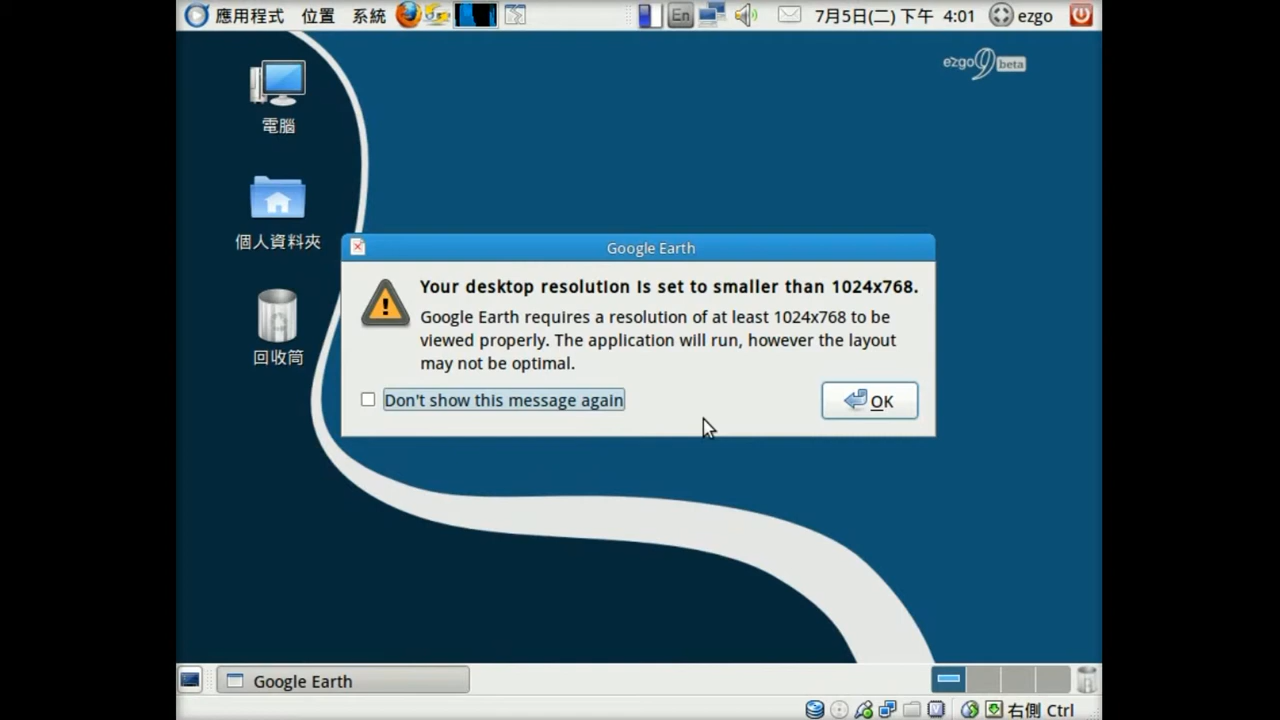 應用程式 位置 系統 En 7月5日(二) 下午 4:01 ezgo
ezgo9 beta
電腦
個人資料夾
回收筒
Google Earth
Your desktop resolution is set to smaller than 1024x768.
Google Earth requires a resolution of at least 1024x768 to be
viewed properly. The application will run, however the layout
may not be optimal.
Don't show this message again
OK
Google Earth
右側 Ctrl